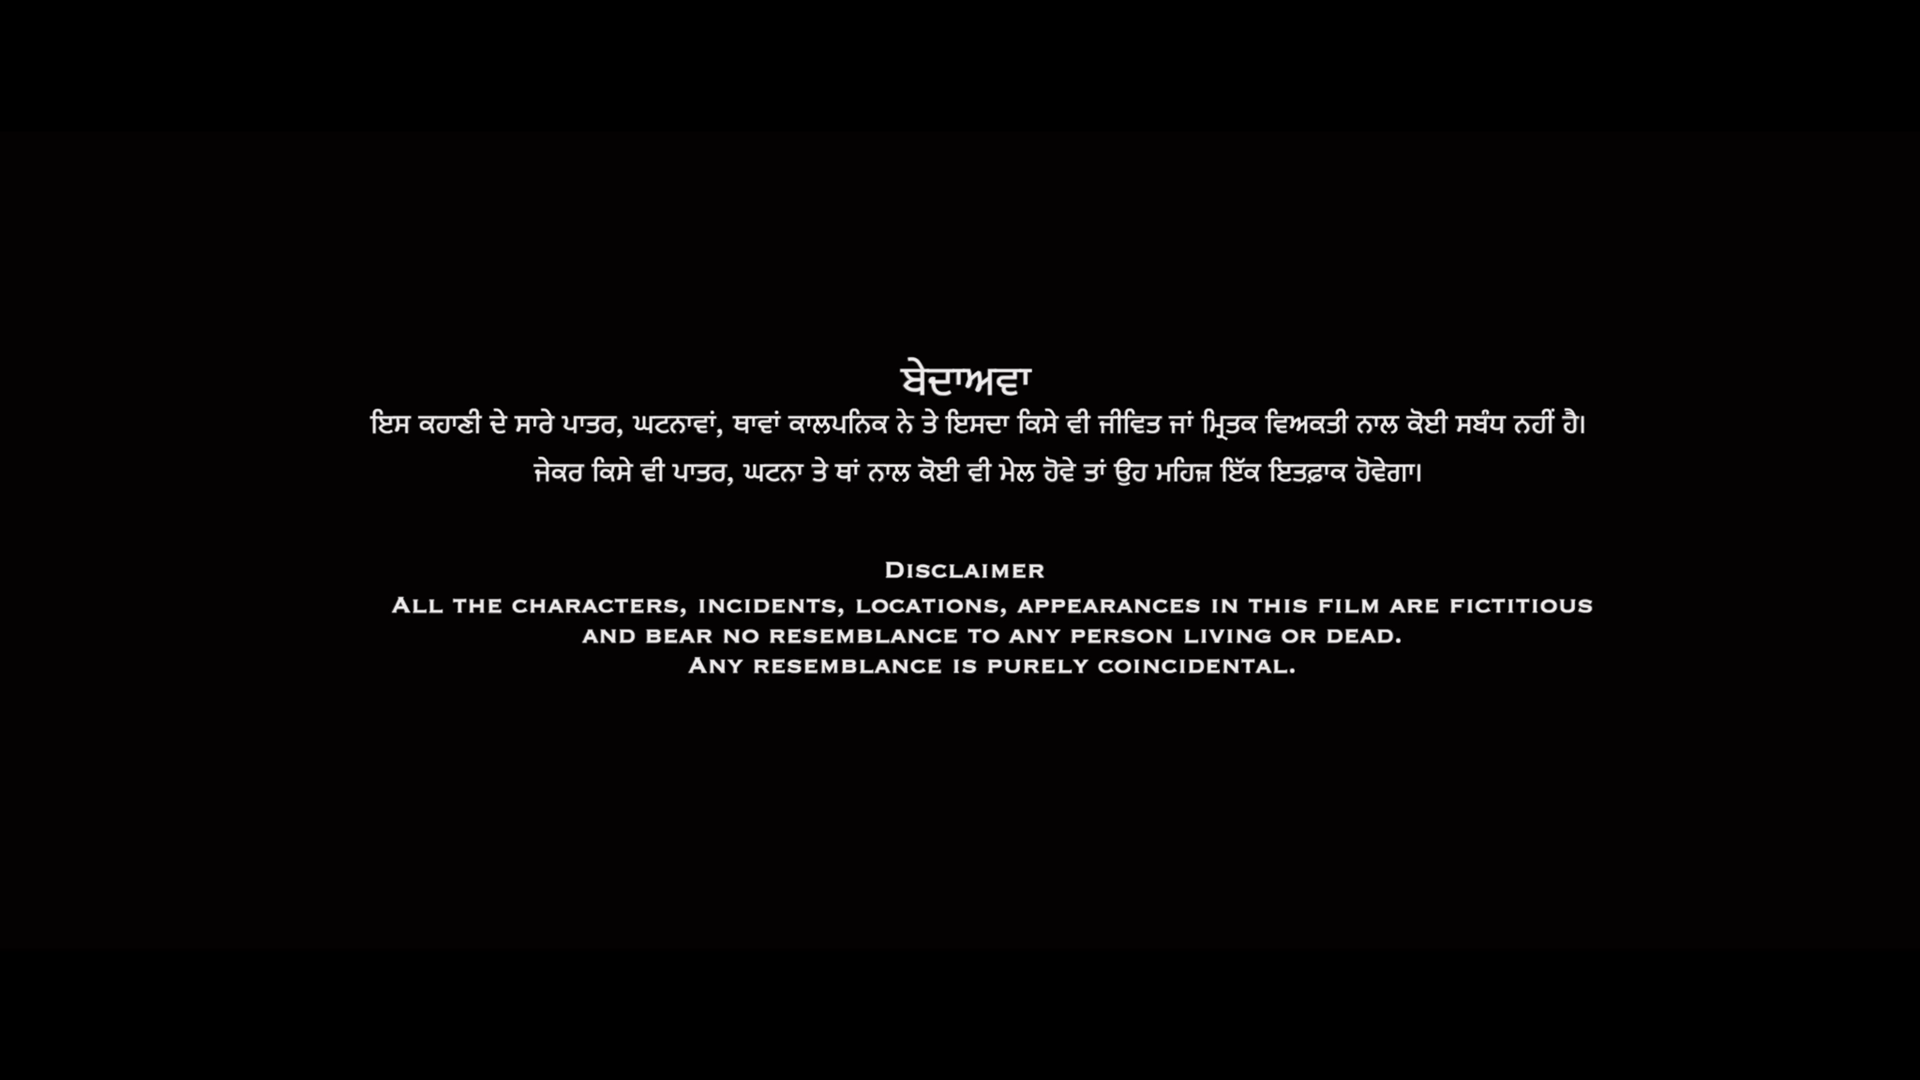 ਬੇਦਾਅਵਾ
ਇਸ ਕਹਾਣੀ ਦੇ ਸਾਰੇ ਪਾਤਰ, ਘਟਨਾਵਾਂ, ਥਾਵਾਂ ਕਾਲਪਨਿਕ ਨੇ ਤੇ ਇਸਦਾ ਕਿਸੇ ਵੀ ਜੀਵਿਤ ਜਾਂ ਮ੍ਰਿਤਕ ਵਿਅਕਤੀ ਨਾਲ ਕੋਈ ਸਬੰਧ ਨਹੀਂ ਹੈ।
ਜੇਕਰ ਕਿਸੇ ਵੀ ਪਾਤਰ, ਘਟਨਾ ਤੇ ਥਾਂ ਨਾਲ ਕੋਈ ਵੀ ਮੇਲ ਹੋਵੇ ਤਾਂ ਉਹ ਮਹਿਜ਼ ਇੱਕ ਇਤਫ਼ਾਕ ਹੋਵੇਗਾ।
Disclaimer
All the characters, incidents, locations, appearances in this film are fictitious
and bear no resemblance to any person living or dead.
Any resemblance is purely coincidental.